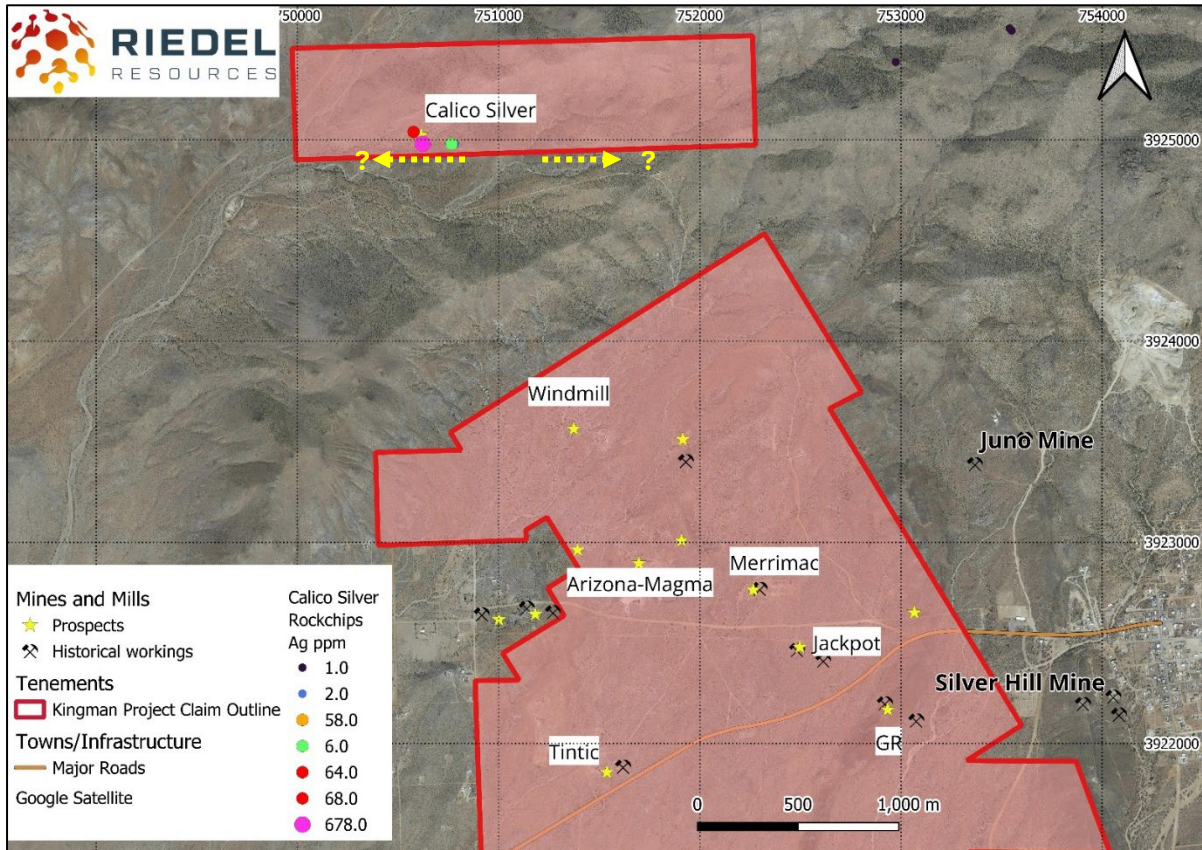 750000
751000
752000
753000
754000
RIEDEL
RESOURCES
Calico Silver
3925000
?
?
3924000
Windmill
Juno Mine
3923000
Merrimac
Arizona-Magma
Jackpot
Silver Hill Mine
GR
Tintic
3922000
Mines and Mills
Prospects
Historical workings
Tenements
Kingman Project Claim Outline
Towns/Infrastructure
Major Roads
Google Satellite
Calico Silver
Rockchips
Ag ppm
1.0
2.0
58.0
6.0
64.0
68.0
678.0
0
500
1,000 m